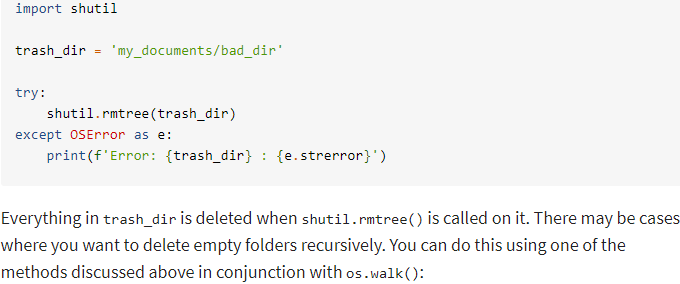 import shutil
trash_dir = 'my_documents/bad_dir'
try:
    shutil.rmtree(trash_dir)
except OSError as e:
    print(f'Error: {trash_dir} : {e.strerror}')
Everything in trash_dir is deleted when shutil.rmtree() is called on it. There may be cases
where you want to delete empty folders recursively. You can do this using one of the
methods discussed above in conjunction with os.walk():